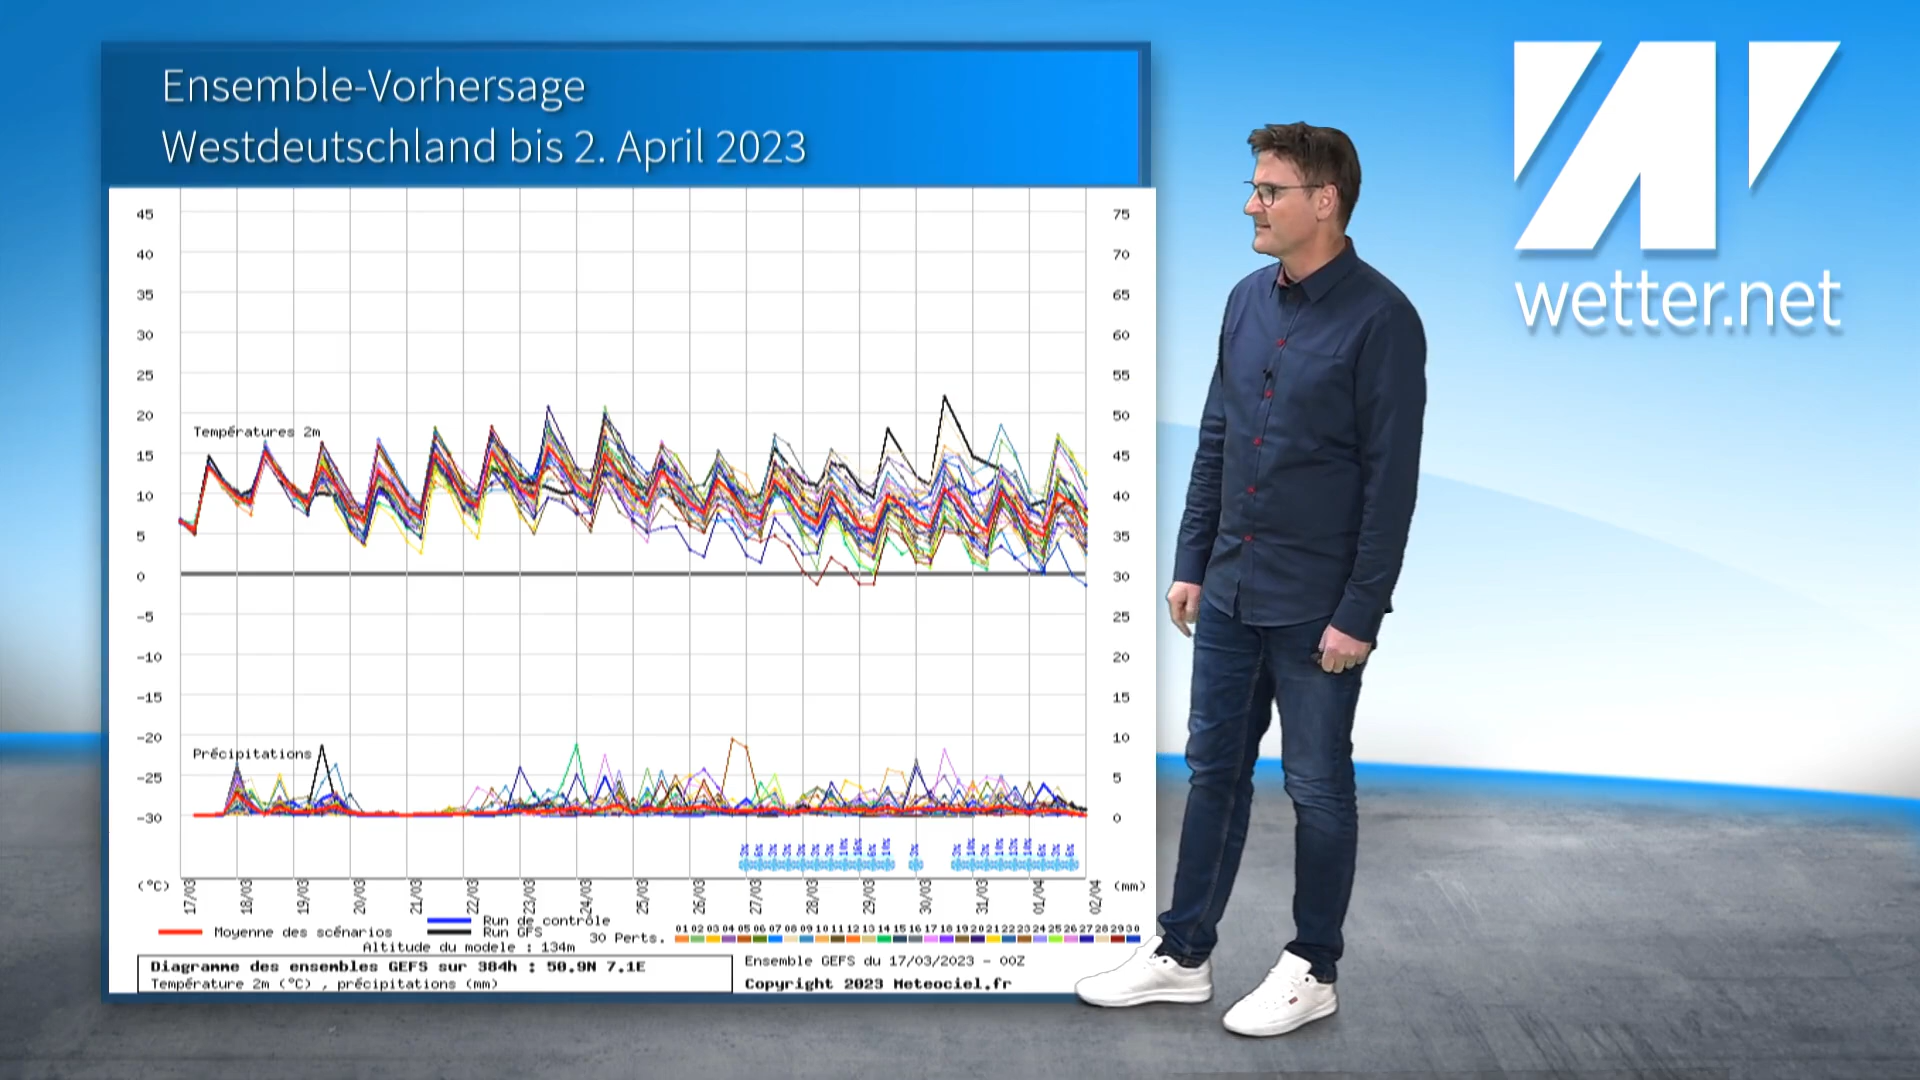 Ensemble-Vorhersage
Westdeutschland bis 2. April 2023
wetter.net
45 75
40 70
35 65
30 60
25 55
20 50
Températures 2m
15 45
10 40
5 35
0 30
-5 25
-10 20
-15 15
-20 10
Précipitations
-25 5
-30 0
(°C) 17/03 18/03 19/03 20/03 21/03 22/03 23/03 24/03 25/03 26/03 27/03 28/03 29/03 30/03 31/03 01/04 02/04 (mm)
Run de contrôle
Moyenne des scénarios Run GFS
30 Perts. 01 02 03 04 05 06 07 08 09 10 11 12 13 14 15 16 17 18 19 20 21 22 23 24 25 26 27 28 29 30
Altitude du modele : 134m
Diagramme des ensembles GEFS sur 384h : 50.9N 7.1E
Température 2m (°C) , précipitations (mm)
Ensemble GEFS du 17/03/2023 - 00Z
Copyright 2023 Meteociel.fr